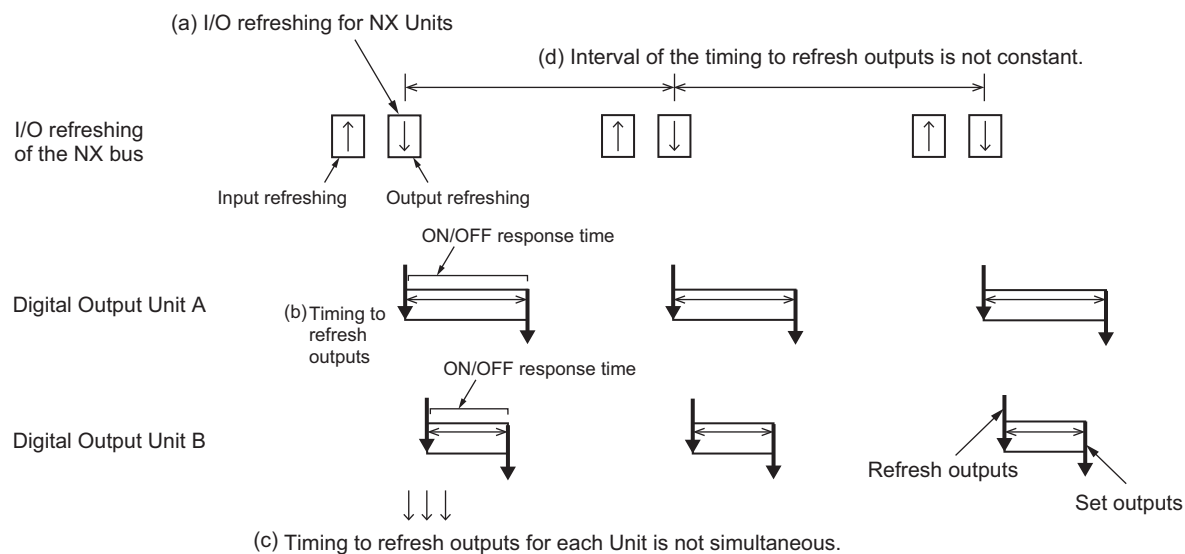 (a) I/O refreshing for NX Units
(d) Interval of the timing to refresh outputs is not constant.
I/O refreshing
of the NX bus
Input refreshing
Output refreshing
ON/OFF response time
Digital Output Unit A
(b) Timing to
refresh
outputs
ON/OFF response time
Digital Output Unit B
Refresh outputs
Set outputs
(c) Timing to refresh outputs for each Unit is not simultaneous.